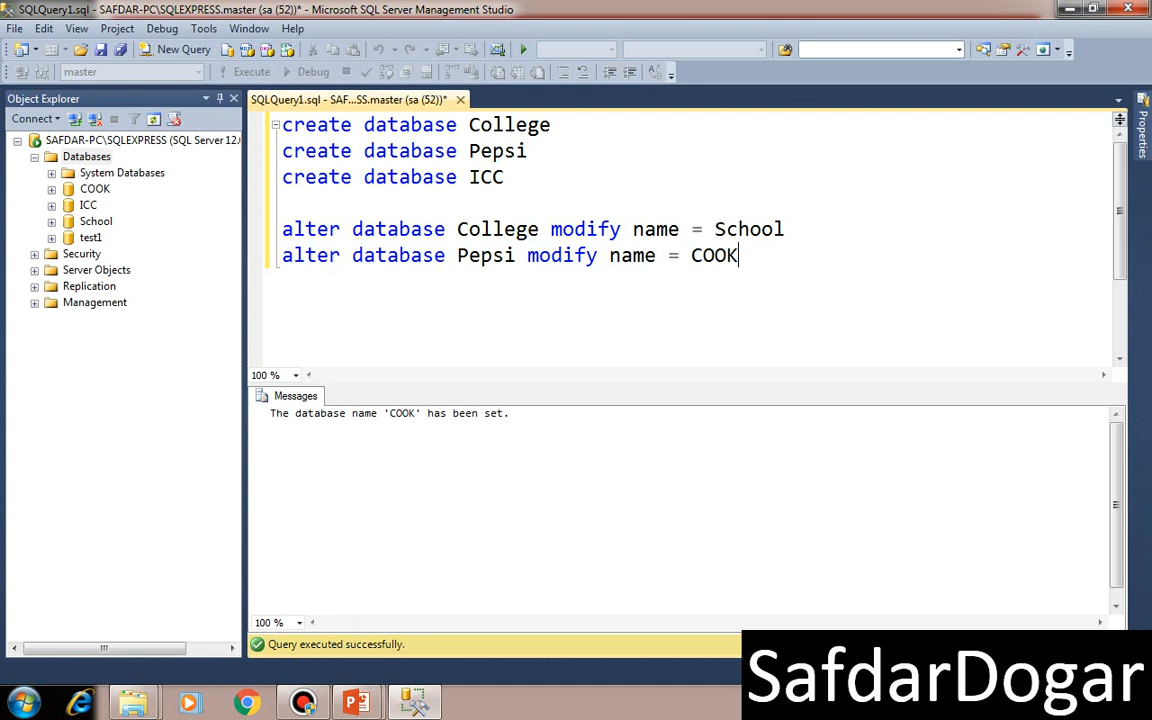 SQLQuery1.sql - SAFDAR-PC\SQLEXPRESS.master (sa (52))* - Microsoft SQL Server Management Studio
File Edit View Project Debug Tools Window Help
New Query
master Execute Debug
Object Explorer
SQLQuery1.sql - SAF...SS.master (sa (52))*
Connect
SAFDAR-PC\SQLEXPRESS (SQL Server 12.0
Databases
System Databases
COOK
ICC
School
test1
Security
Server Objects
Replication
Management
create database College
create database Pepsi
create database ICC
alter database College modify name = School
alter database Pepsi modify name = COOK
100 %
Messages
The database name 'COOK' has been set.
100 %
Query executed successfully.
Properties
SafdarDogar